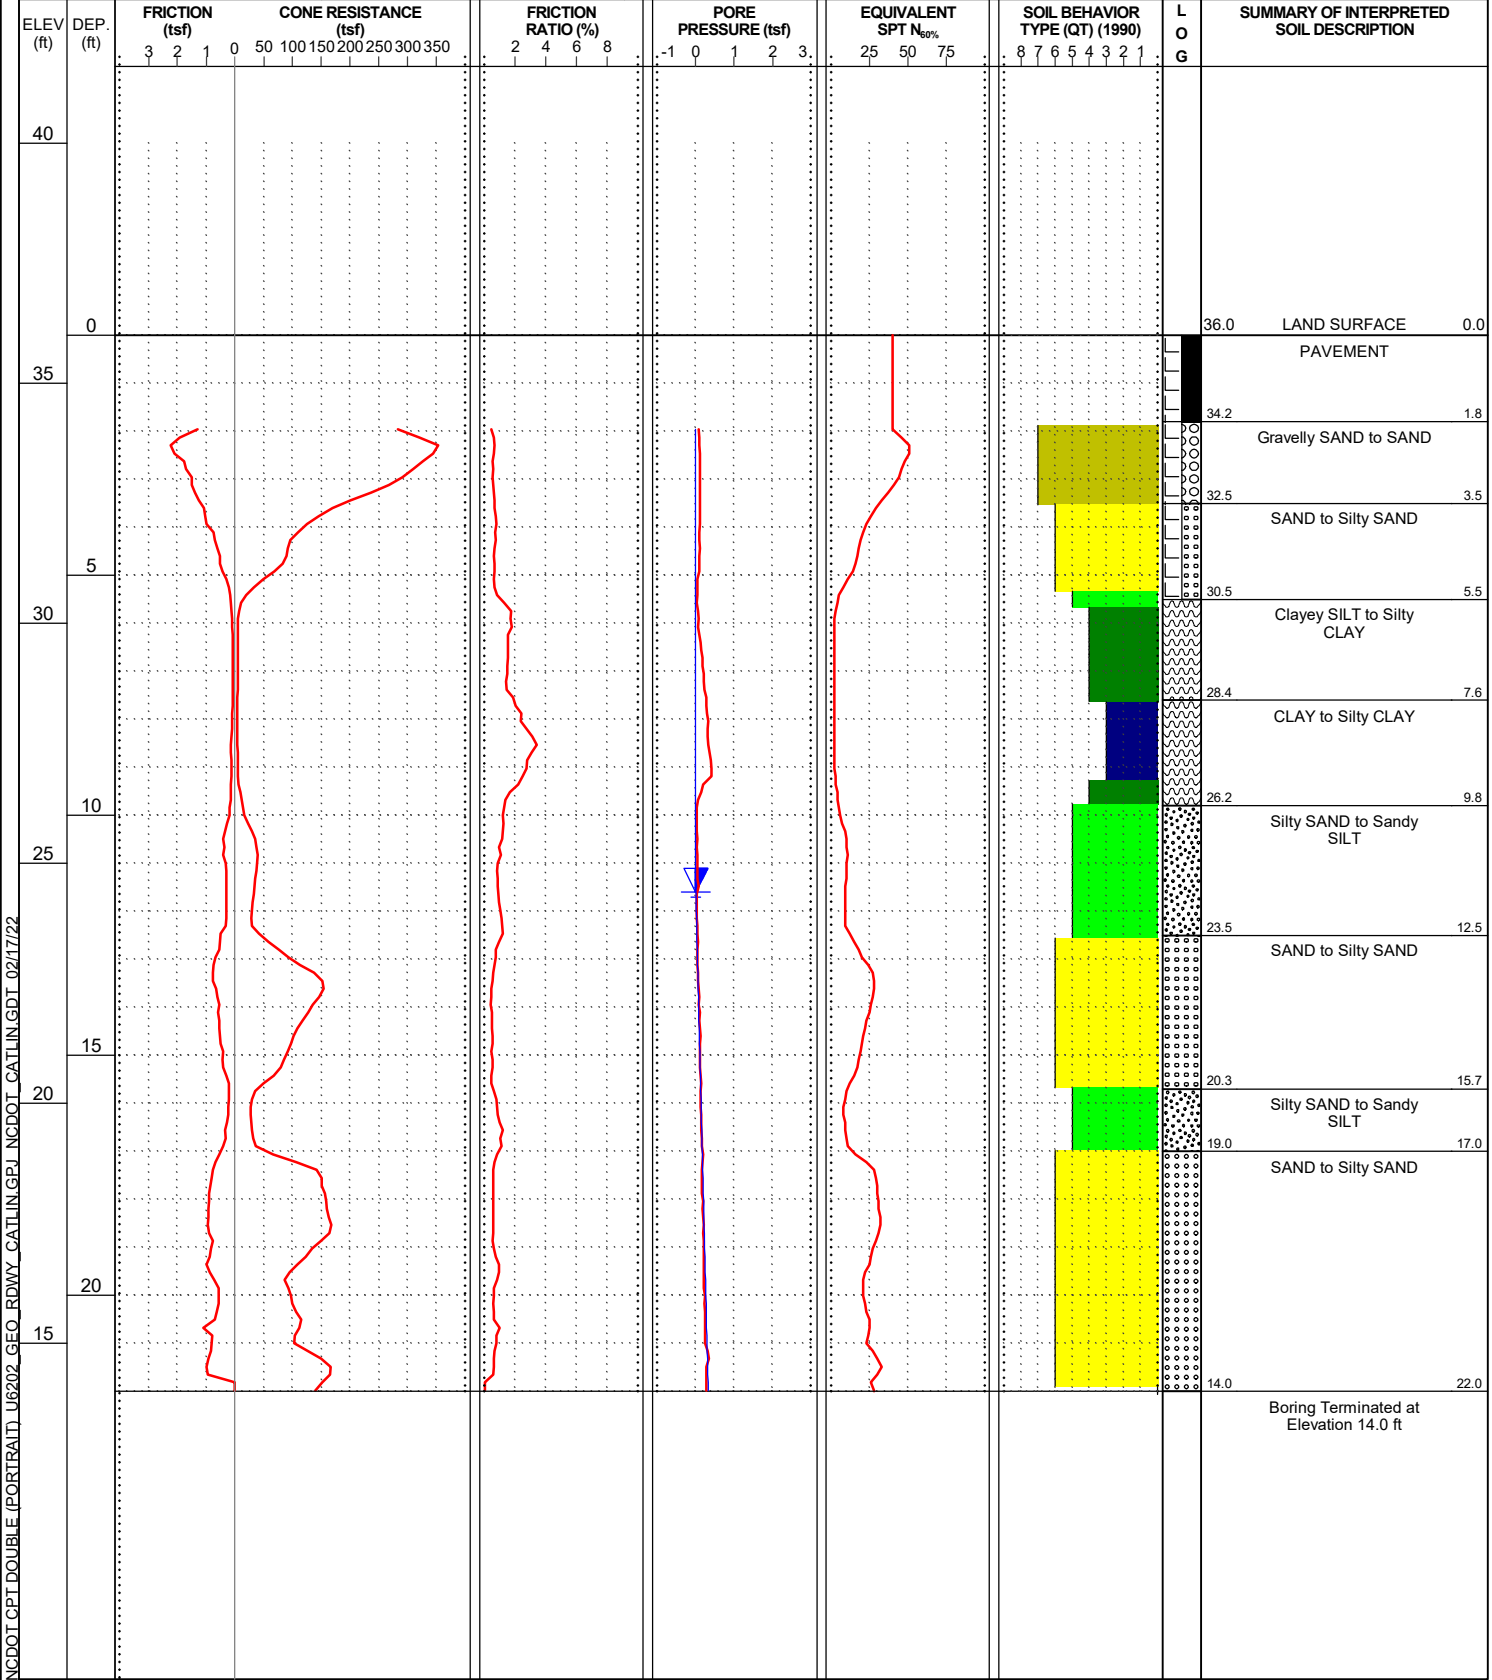 ELEV (ft)
DEP. (ft)
FRICTION (tsf)
3 2 1 0
CONE RESISTANCE (tsf)
50 100 150 200 250 300 350
FRICTION RATIO (%)
2 4 6 8
PORE PRESSURE (tsf)
-1 0 1 2 3
EQUIVALENT SPT N60%
25 50 75
SOIL BEHAVIOR TYPE (QT) (1990)
8 7 6 5 4 3 2 1
L
O
G
SUMMARY OF INTERPRETED SOIL DESCRIPTION
40
0
36.0 LAND SURFACE 0.0
PAVEMENT
35
34.2 1.8
Gravelly SAND to SAND
32.5 3.5
SAND to Silty SAND
5
30.5 5.5
30
Clayey SILT to Silty
CLAY
28.4 7.6
CLAY to Silty CLAY
26.2 9.8
10
Silty SAND to Sandy
SILT
25
23.5 12.5
SAND to Silty SAND
15
20.3 15.7
20
Silty SAND to Sandy
SILT
19.0 17.0
SAND to Silty SAND
20
15
14.0 22.0
Boring Terminated at
Elevation 14.0 ft
NCDOT CPT DOUBLE (PORTRAIT) U6202_GEO_RDWY_CATLIN.GPJ NCDOT_CATLIN.GDT 02/17/22